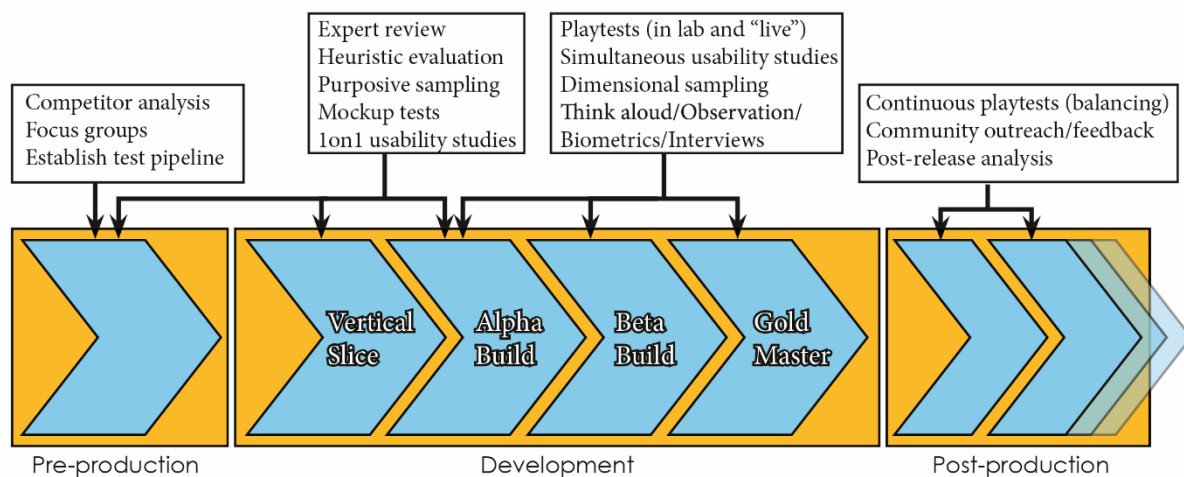 Expert review
Heuristic evaluation
Purposive sampling
Mockup tests
1on1 usability studies
Playtests (in lab and “live”)
Simultaneous usability studies
Dimensional sampling
Think aloud/Observation/
Biometrics/Interviews
Competitor analysis
Focus groups
Establish test pipeline
Continuous playtests (balancing)
Community outreach/feedback
Post-release analysis
Vertical
Slice
Alpha
Build
Beta
Build
Gold
Master
Pre-production
Development
Post-production